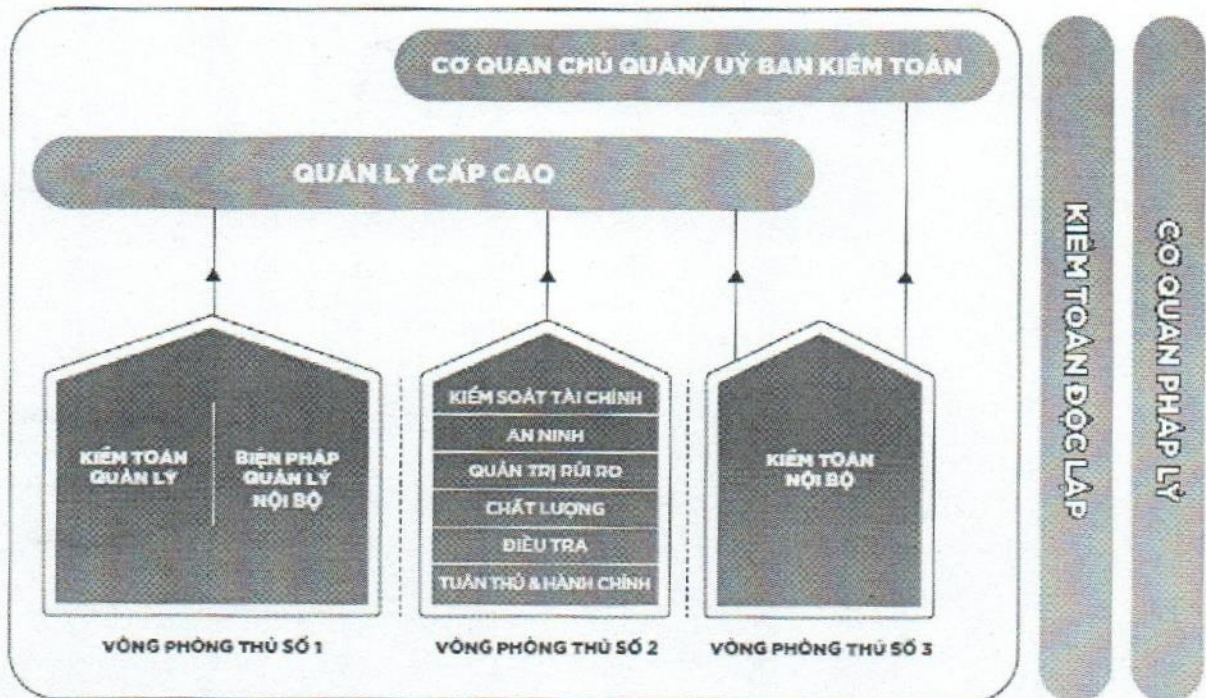 CƠ QUAN CHỦ QUẢN/ UỶ BAN KIỂM TOÁN
QUẢN LÝ CẤP CAO
KIỂM TOÁN
QUẢN LÝ
BIỆN PHÁP
QUẢN LÝ
NỘI BỘ
KIỂM SOÁT TÀI CHÍNH
AN NINH
QUẢN TRỊ RỦI RO
CHẤT LƯỢNG
ĐIỀU TRA
TUÂN THỦ & HÀNH CHÍNH
KIỂM TOÁN
NỘI BỘ
VÒNG PHÒNG THỦ SỐ 1
VÒNG PHÒNG THỦ SỐ 2
VÒNG PHÒNG THỦ SỐ 3
KIỂM TOÁN ĐỘC LẬP
CƠ QUAN PHÁP LÝ